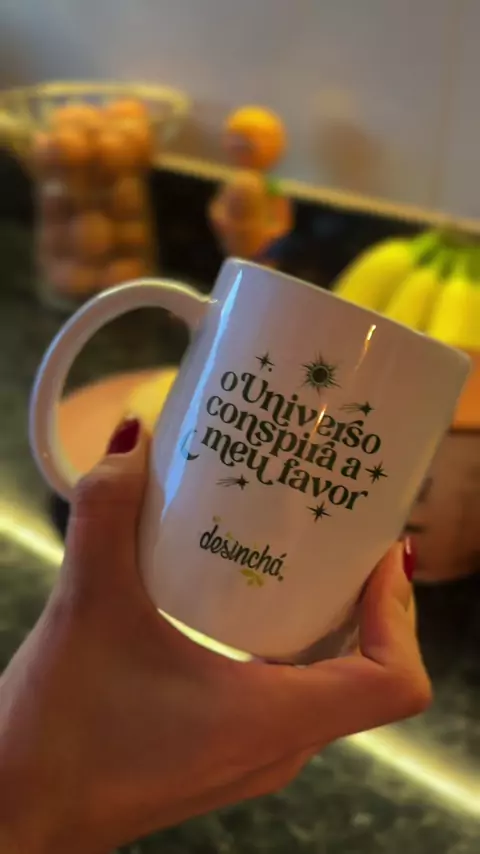 o Universo
conspira a
meu favor
desinchá